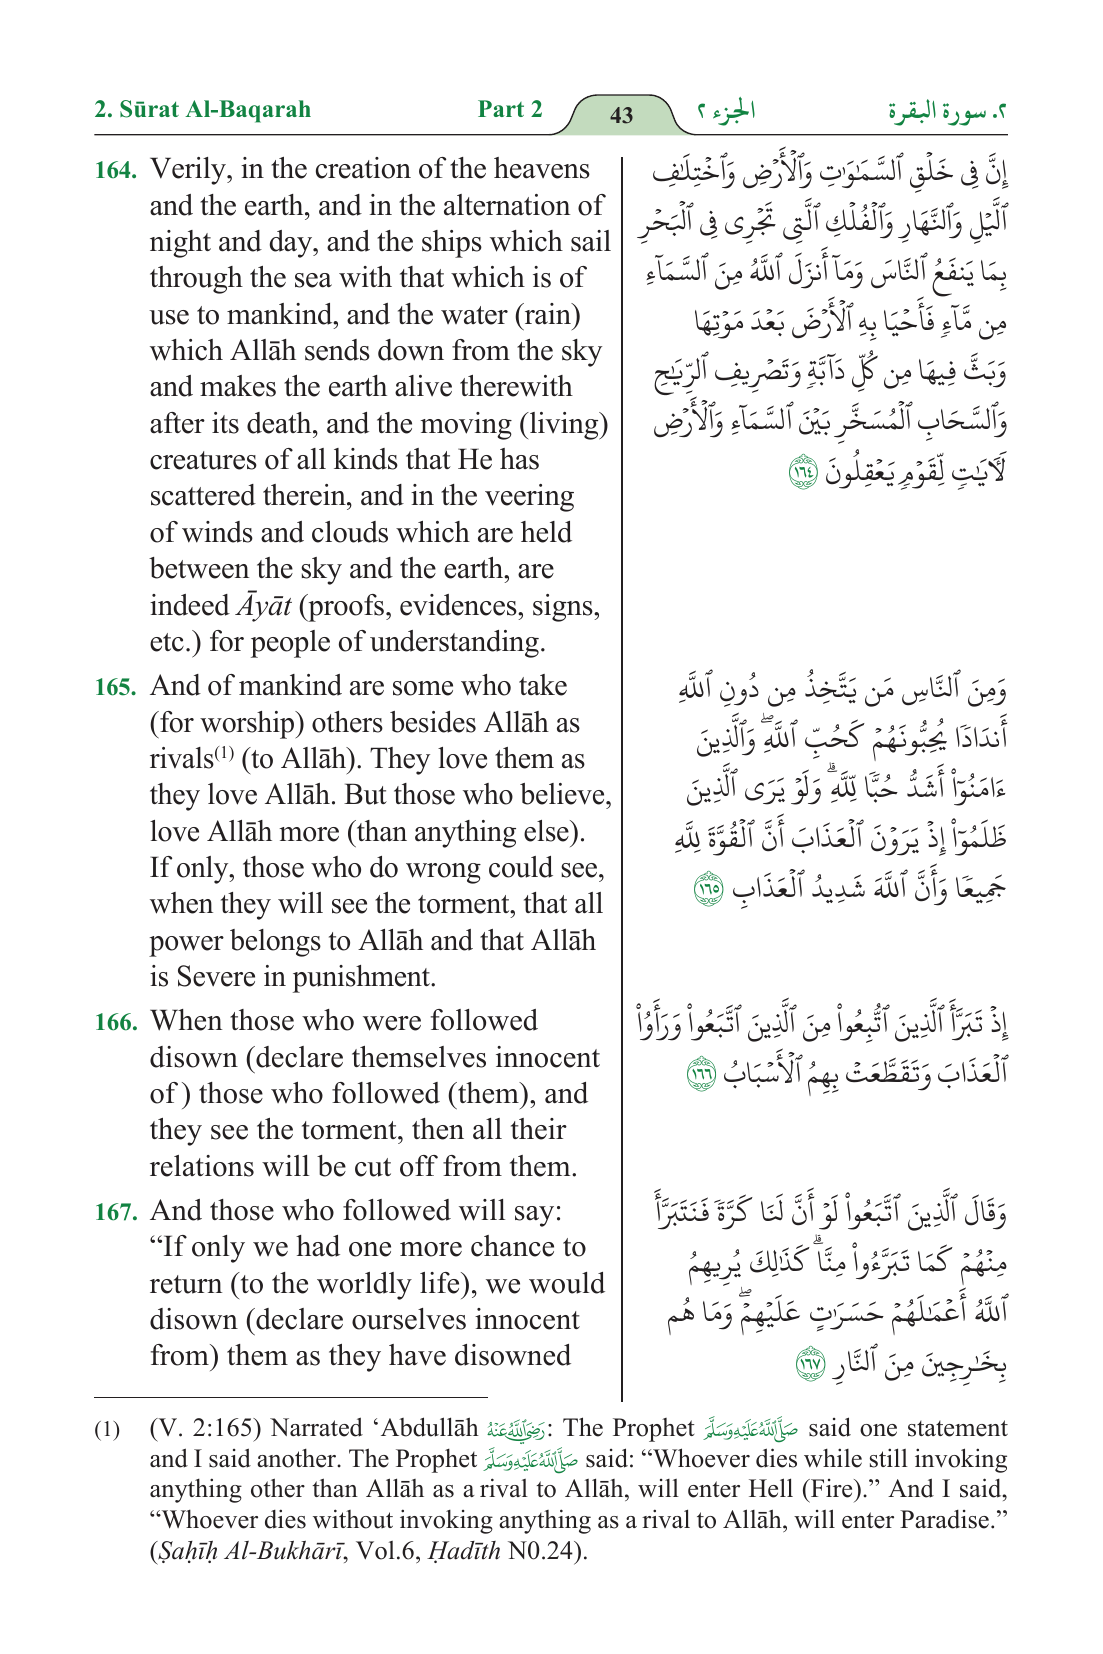 2. Sūrat Al-Baqarah Part 2 43 الجزء ٢ ٢. سورة البقرة
164. Verily, in the creation of the heavens
and the earth, and in the alternation of
night and day, and the ships which sail
through the sea with that which is of
use to mankind, and the water (rain)
which Allāh sends down from the sky
and makes the earth alive therewith
after its death, and the moving (living)
creatures of all kinds that He has
scattered therein, and in the veering
of winds and clouds which are held
between the sky and the earth, are
indeed Āyāt (proofs, evidences, signs,
etc.) for people of understanding.
إِنَّ فِى خَلْقِ ٱلسَّمَـٰوَٰتِ وَٱلْأَرْضِ وَٱخْتِلَـٰفِ
ٱلَّيْلِ وَٱلنَّهَارِ وَٱلْفُلْكِ ٱلَّتِى تَجْرِى فِى ٱلْبَحْرِ
بِمَا يَنفَعُ ٱلنَّاسَ وَمَآ أَنزَلَ ٱللَّهُ مِنَ ٱلسَّمَآءِ
مِن مَّآءٍ فَأَحْيَا بِهِ ٱلْأَرْضَ بَعْدَ مَوْتِهَا
وَبَثَّ فِيهَا مِن كُلِّ دَآبَّةٍ وَتَصْرِيفِ ٱلرِّيَـٰحِ
وَٱلسَّحَابِ ٱلْمُسَخَّرِ بَيْنَ ٱلسَّمَآءِ وَٱلْأَرْضِ
لَـَٔايَـٰتٍ لِّقَوْمٍ يَعْقِلُونَ ١٦٤
165. And of mankind are some who take
(for worship) others besides Allāh as
rivals(1) (to Allāh). They love them as
they love Allāh. But those who believe,
love Allāh more (than anything else).
If only, those who do wrong could see,
when they will see the torment, that all
power belongs to Allāh and that Allāh
is Severe in punishment.
وَمِنَ ٱلنَّاسِ مَن يَتَّخِذُ مِن دُونِ ٱللَّهِ
أَندَادًا يُحِبُّونَهُمْ كَحُبِّ ٱللَّهِ ۖ وَٱلَّذِينَ
ءَامَنُوٓا۟ أَشَدُّ حُبًّا لِّلَّهِ ۗ وَلَوْ يَرَى ٱلَّذِينَ
ظَلَمُوٓا۟ إِذْ يَرَوْنَ ٱلْعَذَابَ أَنَّ ٱلْقُوَّةَ لِلَّهِ
جَمِيعًا وَأَنَّ ٱللَّهَ شَدِيدُ ٱلْعَذَابِ ١٦٥
166. When those who were followed
disown (declare themselves innocent
of ) those who followed (them), and
they see the torment, then all their
relations will be cut off from them.
إِذْ تَبَرَّأَ ٱلَّذِينَ ٱتُّبِعُوا۟ مِنَ ٱلَّذِينَ ٱتَّبَعُوا۟ وَرَأَوُا۟
ٱلْعَذَابَ وَتَقَطَّعَتْ بِهِمُ ٱلْأَسْبَابُ ١٦٦
167. And those who followed will say:
“If only we had one more chance to
return (to the worldly life), we would
disown (declare ourselves innocent
from) them as they have disowned
وَقَالَ ٱلَّذِينَ ٱتَّبَعُوا۟ لَوْ أَنَّ لَنَا كَرَّةً فَنَتَبَرَّأَ
مِنْهُمْ كَمَا تَبَرَّءُوا۟ مِنَّا ۗ كَذَٰلِكَ يُرِيهِمُ
ٱللَّهُ أَعْمَـٰلَهُمْ حَسَرَٰتٍ عَلَيْهِمْ ۖ وَمَا هُم
بِخَـٰرِجِينَ مِنَ ٱلنَّارِ ١٦٧
(1) (V. 2:165) Narrated ‘Abdullāh رَضِيَ اللَّهُ عَنْهُ: The Prophet صَلَّى اللَّهُ عَلَيْهِ وَسَلَّمَ said one statement
and I said another. The Prophet صَلَّى اللَّهُ عَلَيْهِ وَسَلَّمَ said: “Whoever dies while still invoking
anything other than Allāh as a rival to Allāh, will enter Hell (Fire).” And I said,
“Whoever dies without invoking anything as a rival to Allāh, will enter Paradise.”
(Ṣaḥīḥ Al-Bukhārī, Vol.6, Ḥadīth N0.24).